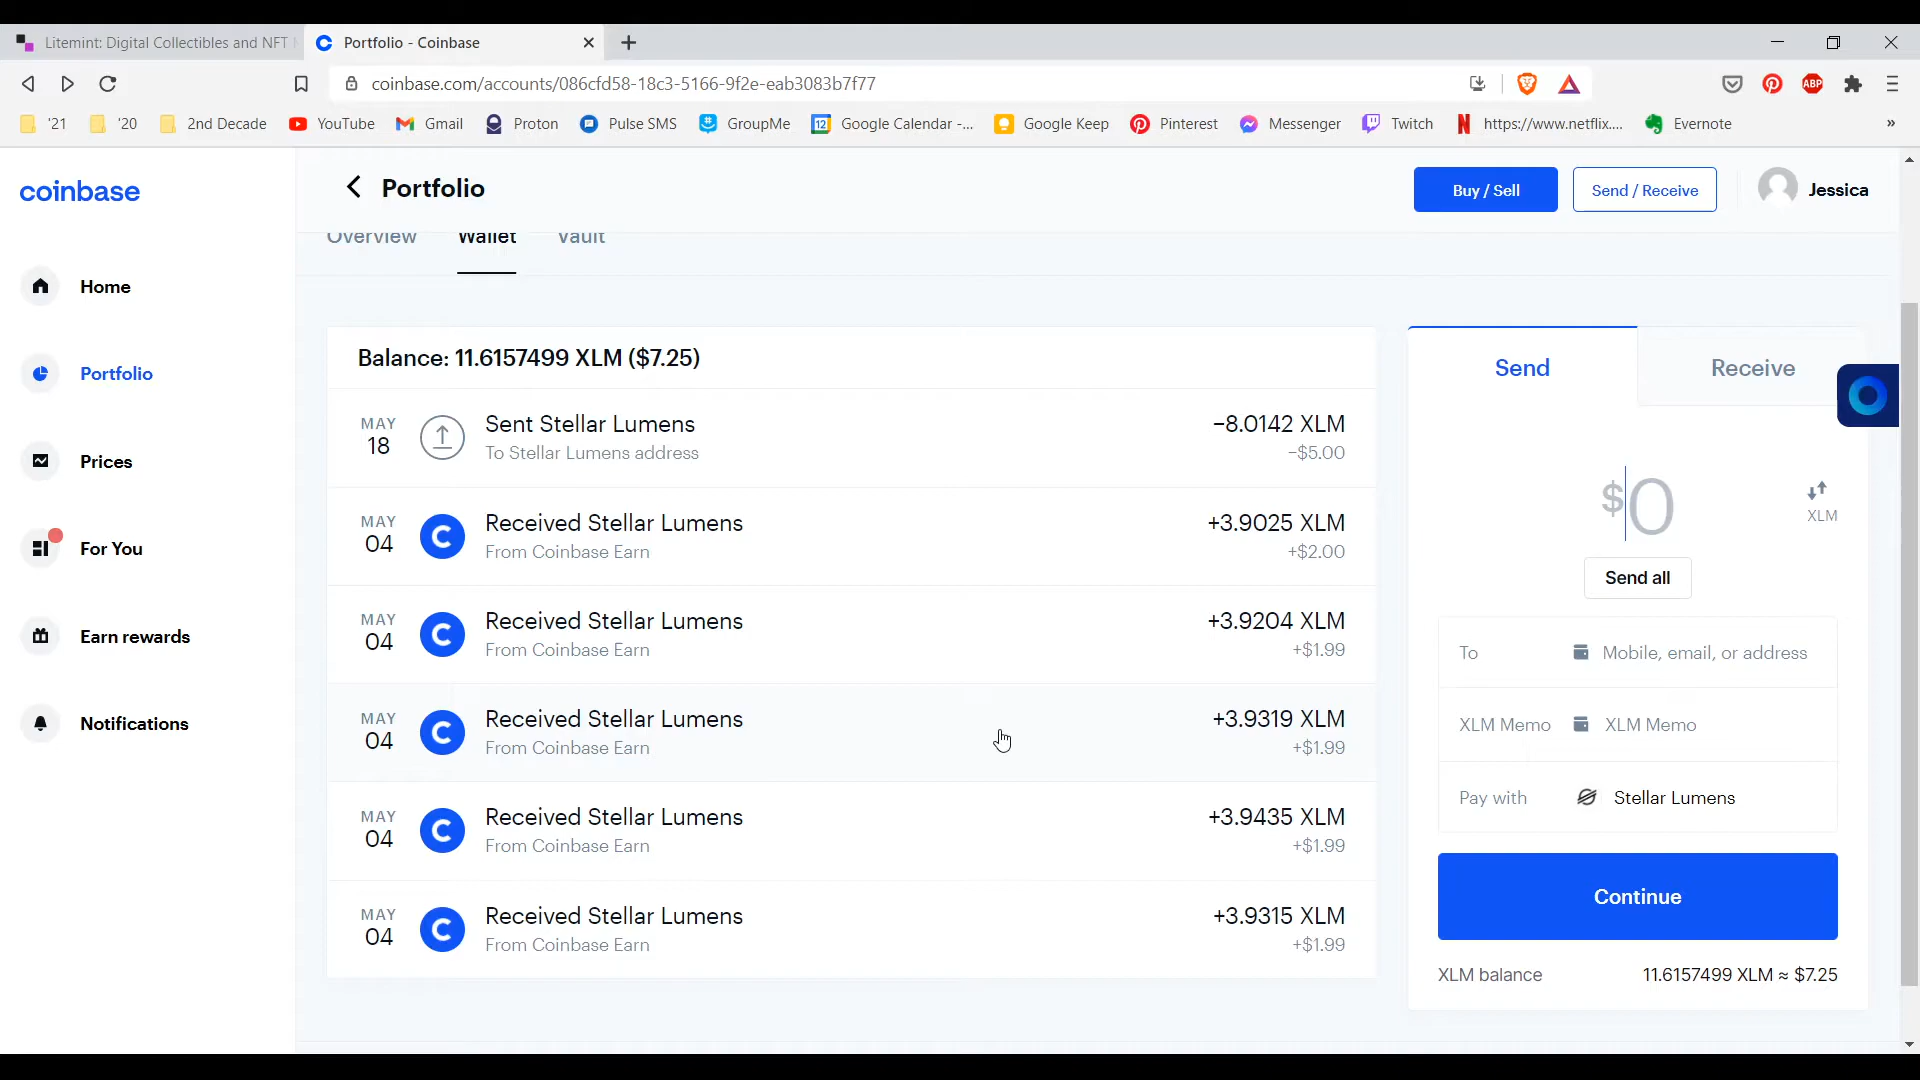 Litemint: Digital Collectibles and NFT
Portfolio - Coinbase
coinbase.com/accounts/086cfd58-18c3-5166-9f2e-eab3083b7f77
ABP
'21
'20
2nd Decade
YouTube
Gmail
Proton
Pulse SMS
GroupMe
12
Google Calendar -...
Google Keep
Pinterest
Messenger
Twitch
https://www.netflix....
Evernote
»
coinbase
Portfolio
Buy / Sell
Send / Receive
Jessica
Overview
Wallet
Vault
Home
Portfolio
Prices
For You
Earn rewards
Notifications
Balance: 11.6157499 XLM ($7.25)
MAY
18
Sent Stellar Lumens
To Stellar Lumens address
−8.0142 XLM
−$5.00
MAY
04
Received Stellar Lumens
From Coinbase Earn
+3.9025 XLM
+$2.00
MAY
04
Received Stellar Lumens
From Coinbase Earn
+3.9204 XLM
+$1.99
MAY
04
Received Stellar Lumens
From Coinbase Earn
+3.9319 XLM
+$1.99
MAY
04
Received Stellar Lumens
From Coinbase Earn
+3.9435 XLM
+$1.99
MAY
04
Received Stellar Lumens
From Coinbase Earn
+3.9315 XLM
+$1.99
Send
Receive
$0
XLM
Send all
To
Mobile, email, or address
XLM Memo
XLM Memo
Pay with
Stellar Lumens
Continue
XLM balance
11.6157499 XLM ≈ $7.25